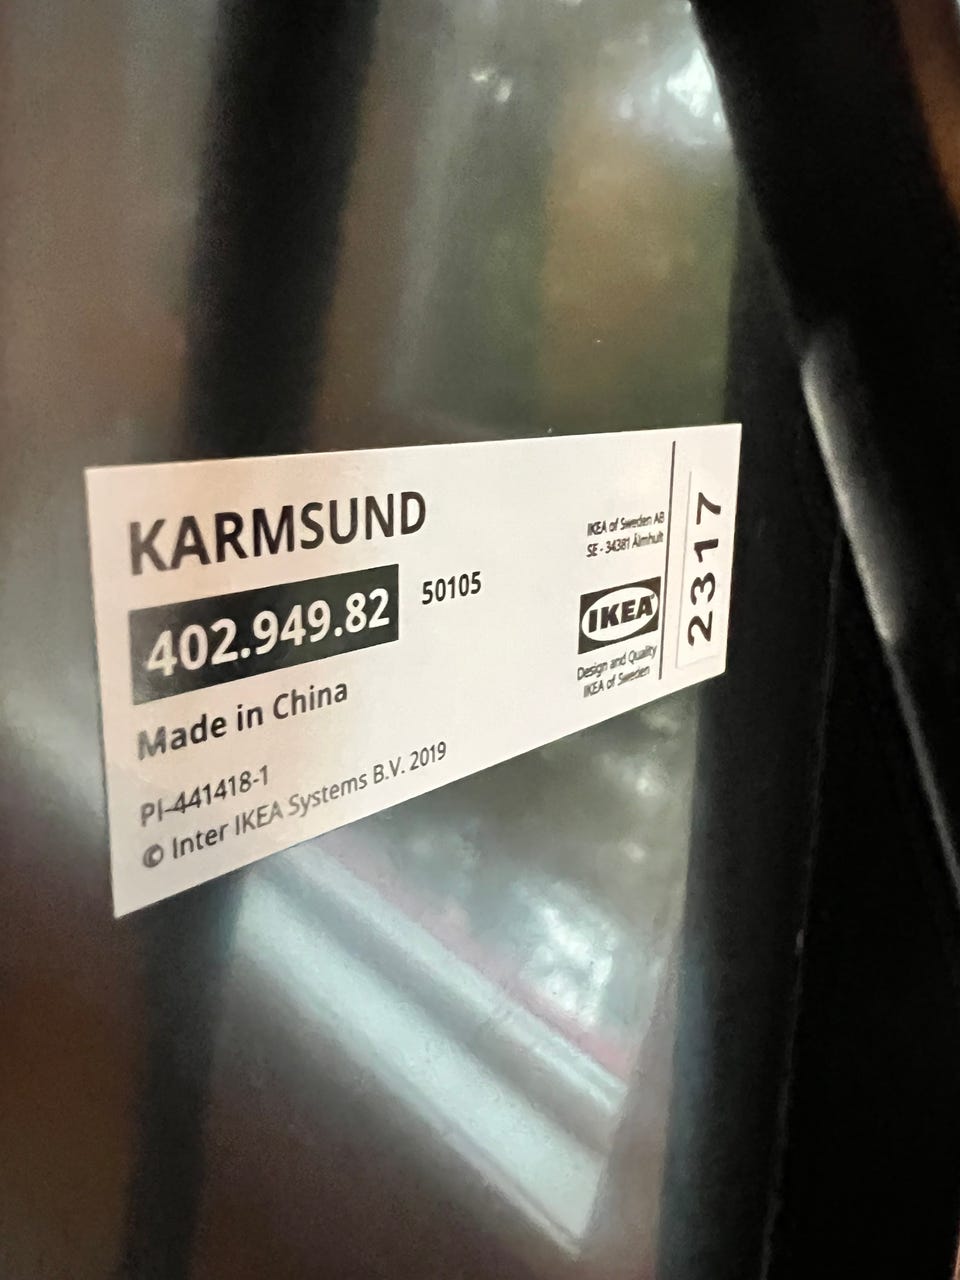 KARMSUND
402.949.82
50105
Made in China
PI-441418-1
© Inter IKEA Systems B.V. 2019
IKEA of Sweden AB
SE - 34381 Älmhult
IKEA
Design and Quality
IKEA of Sweden
2317